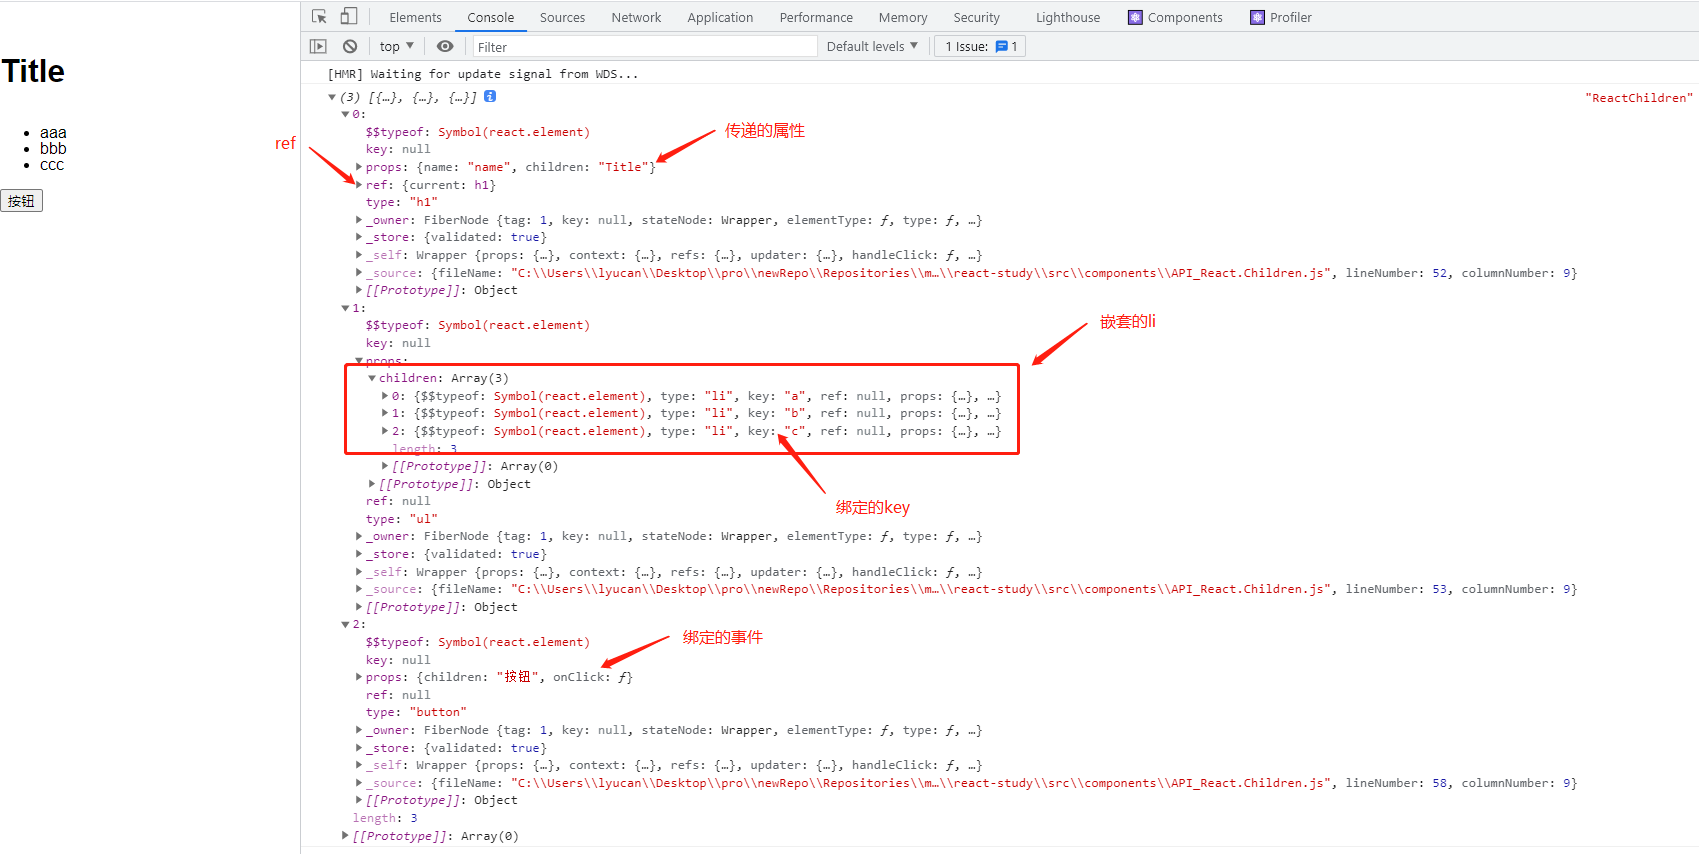 Elements Console Sources Network Application Performance Memory Security Lighthouse Components Profiler
top ▼ Filter Default levels ▼ 1 Issue: 1
Title
aaa
bbb
ccc
按钮
ref
[HMR] Waiting for update signal from WDS...
▼(3) [{…}, {…}, {…}] i "ReactChildren"
▼0:
$$typeof: Symbol(react.element)
传递的属性
key: null
▶props: {name: "name", children: "Title"}
▶ref: {current: h1}
type: "h1"
▶_owner: FiberNode {tag: 1, key: null, stateNode: Wrapper, elementType: ƒ, type: ƒ, …}
▶_store: {validated: true}
▶_self: Wrapper {props: {…}, context: {…}, refs: {…}, updater: {…}, handleClick: ƒ, …}
▶_source: {fileName: "C:\\Users\\lyucan\\Desktop\\pro\\newRepo\\Repositories\\m…\\react-study\\src\\components\\API_React.Children.js", lineNumber: 52, columnNumber: 9}
▶[[Prototype]]: Object
▼1:
嵌套的li
$$typeof: Symbol(react.element)
key: null
▼props:
▼children: Array(3)
▶0: {$$typeof: Symbol(react.element), type: "li", key: "a", ref: null, props: {…}, …}
▶1: {$$typeof: Symbol(react.element), type: "li", key: "b", ref: null, props: {…}, …}
▶2: {$$typeof: Symbol(react.element), type: "li", key: "c", ref: null, props: {…}, …}
length: 3
▶[[Prototype]]: Array(0)
▶[[Prototype]]: Object
ref: null
绑定的key
type: "ul"
▶_owner: FiberNode {tag: 1, key: null, stateNode: Wrapper, elementType: ƒ, type: ƒ, …}
▶_store: {validated: true}
▶_self: Wrapper {props: {…}, context: {…}, refs: {…}, updater: {…}, handleClick: ƒ, …}
▶_source: {fileName: "C:\\Users\\lyucan\\Desktop\\pro\\newRepo\\Repositories\\m…\\react-study\\src\\components\\API_React.Children.js", lineNumber: 53, columnNumber: 9}
▶[[Prototype]]: Object
▼2:
绑定的事件
$$typeof: Symbol(react.element)
key: null
▶props: {children: "按钮", onClick: ƒ}
ref: null
type: "button"
▶_owner: FiberNode {tag: 1, key: null, stateNode: Wrapper, elementType: ƒ, type: ƒ, …}
▶_store: {validated: true}
▶_self: Wrapper {props: {…}, context: {…}, refs: {…}, updater: {…}, handleClick: ƒ, …}
▶_source: {fileName: "C:\\Users\\lyucan\\Desktop\\pro\\newRepo\\Repositories\\m…\\react-study\\src\\components\\API_React.Children.js", lineNumber: 58, columnNumber: 9}
▶[[Prototype]]: Object
length: 3
▶[[Prototype]]: Array(0)